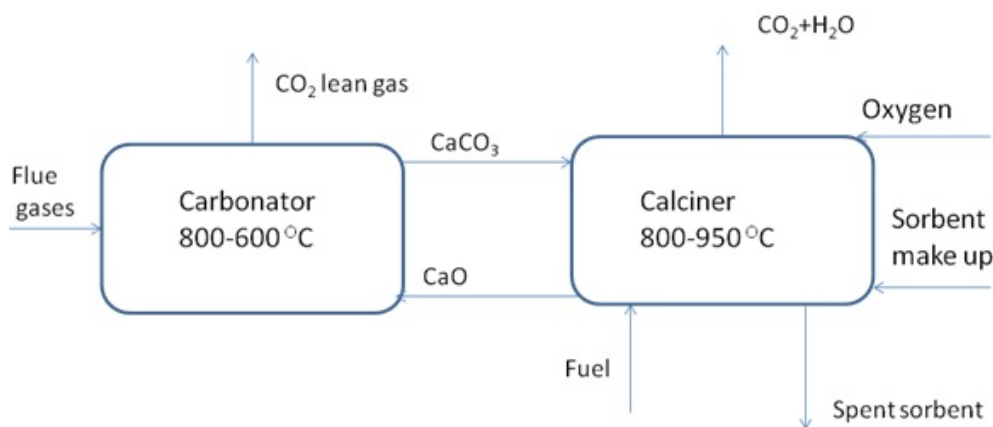 CO₂+H₂O
CO₂ lean gas
Oxygen
CaCO₃
Flue
gases
Carbonator
800-600 °C
Calciner
800-950 °C
Sorbent
make up
CaO
Fuel
Spent sorbent